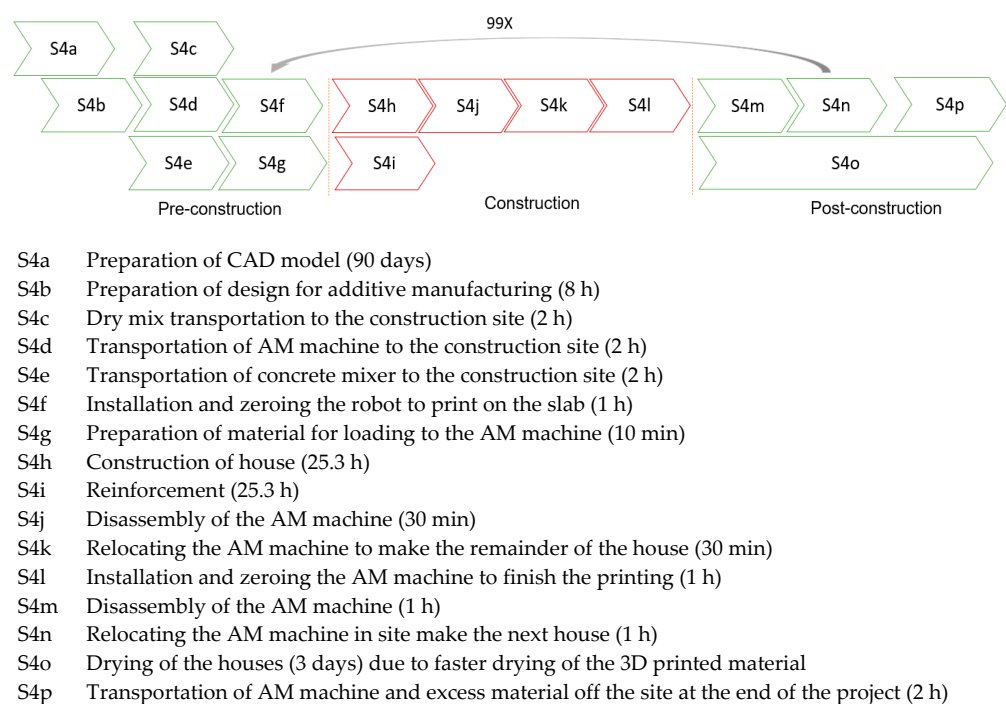 99X
S4a S4c
S4b S4d S4f S4h S4j S4k S4l S4m S4n S4p
S4e S4g S4i S4o
Pre-construction Construction Post-construction
S4a Preparation of CAD model (90 days)
S4b Preparation of design for additive manufacturing (8 h)
S4c Dry mix transportation to the construction site (2 h)
S4d Transportation of AM machine to the construction site (2 h)
S4e Transportation of concrete mixer to the construction site (2 h)
S4f Installation and zeroing the robot to print on the slab (1 h)
S4g Preparation of material for loading to the AM machine (10 min)
S4h Construction of house (25.3 h)
S4i Reinforcement (25.3 h)
S4j Disassembly of the AM machine (30 min)
S4k Relocating the AM machine to make the remainder of the house (30 min)
S4l Installation and zeroing the AM machine to finish the printing (1 h)
S4m Disassembly of the AM machine (1 h)
S4n Relocating the AM machine in site make the next house (1 h)
S4o Drying of the houses (3 days) due to faster drying of the 3D printed material
S4p Transportation of AM machine and excess material off the site at the end of the project (2 h)